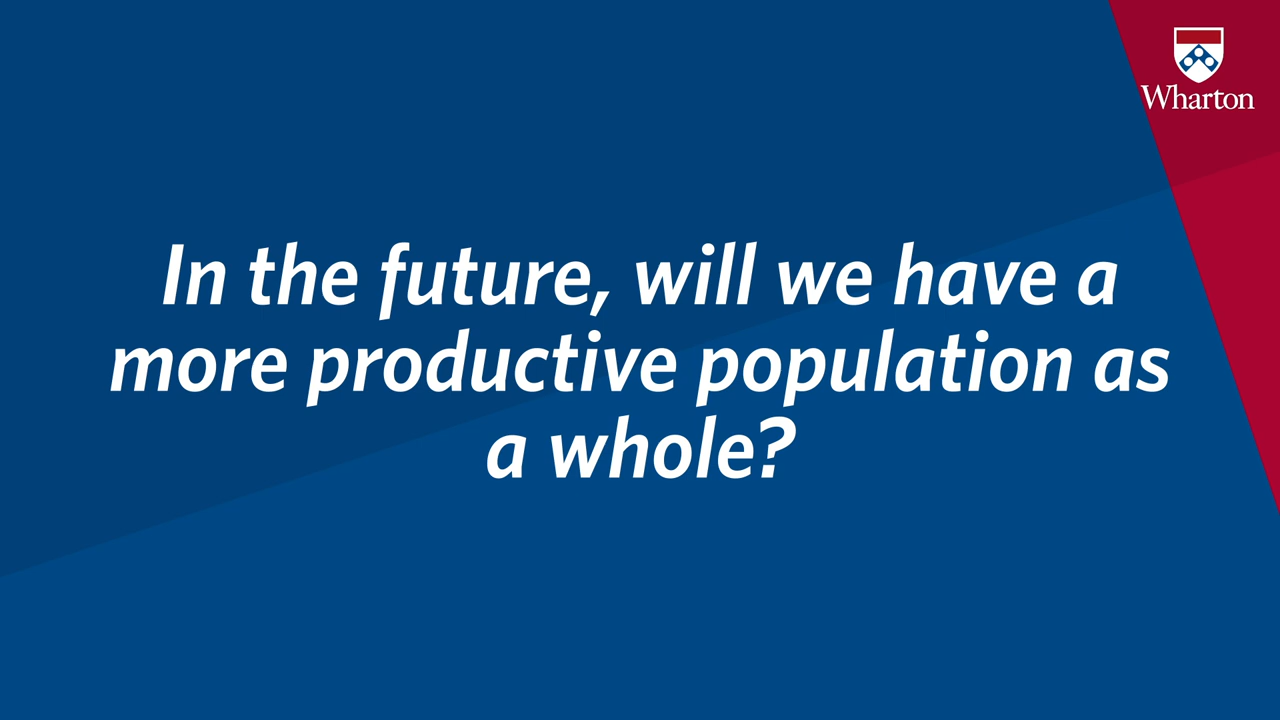 Wharton
In the future, will we have a
more productive population as
a whole?